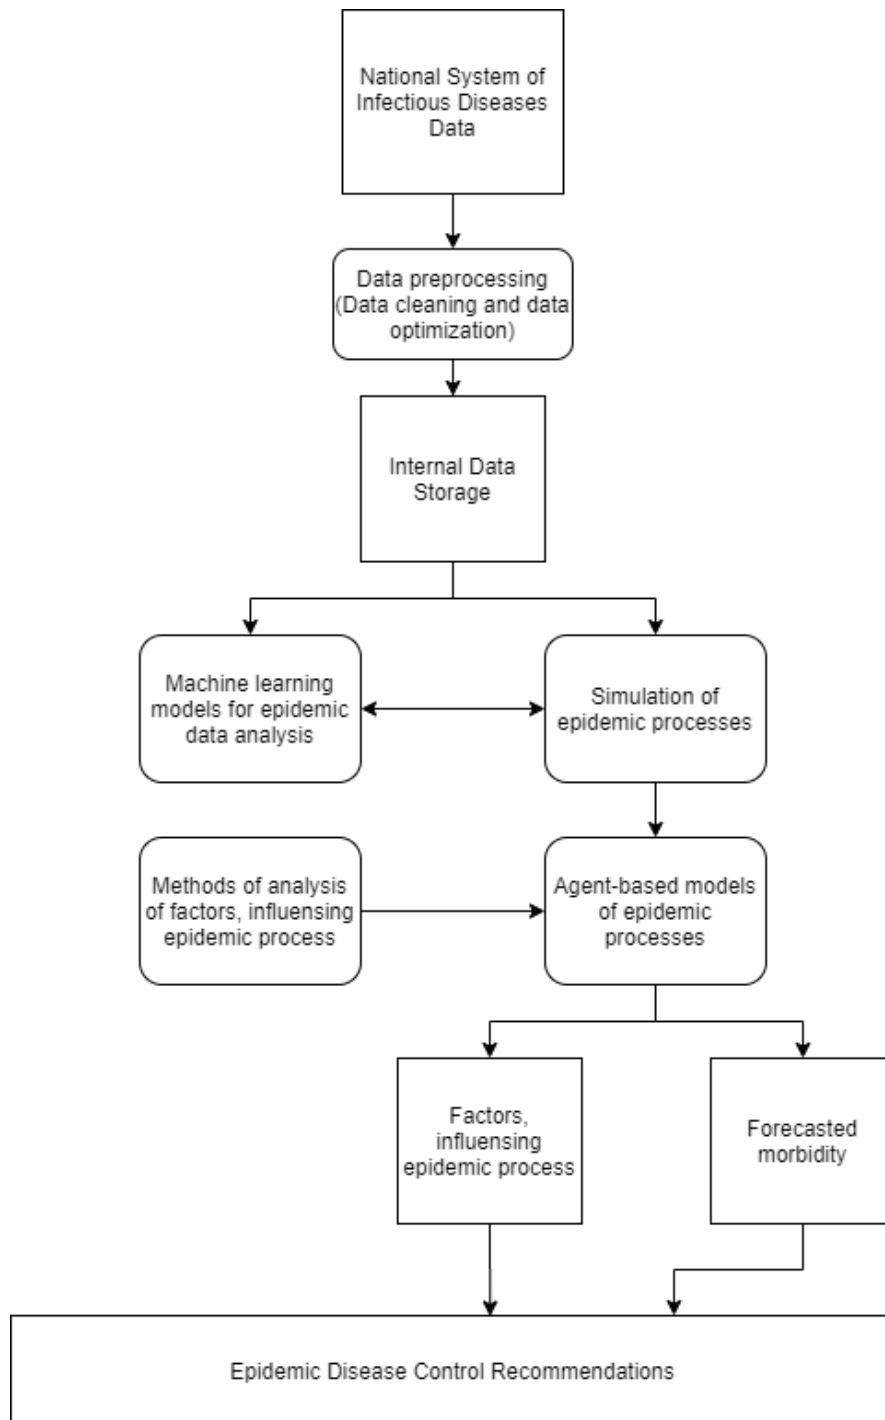 National System of
Infectious Diseases
Data
Data preprocessing
(Data cleaning and data
optimization)
Internal Data
Storage
Machine learning
models for epidemic
data analysis
Simulation of
epidemic processes
Methods of analysis
of factors, influensing
epidemic process
Agent-based models
of epidemic
processes
Factors,
influensing
epidemic process
Forecasted
morbidity
Epidemic Disease Control Recommendations